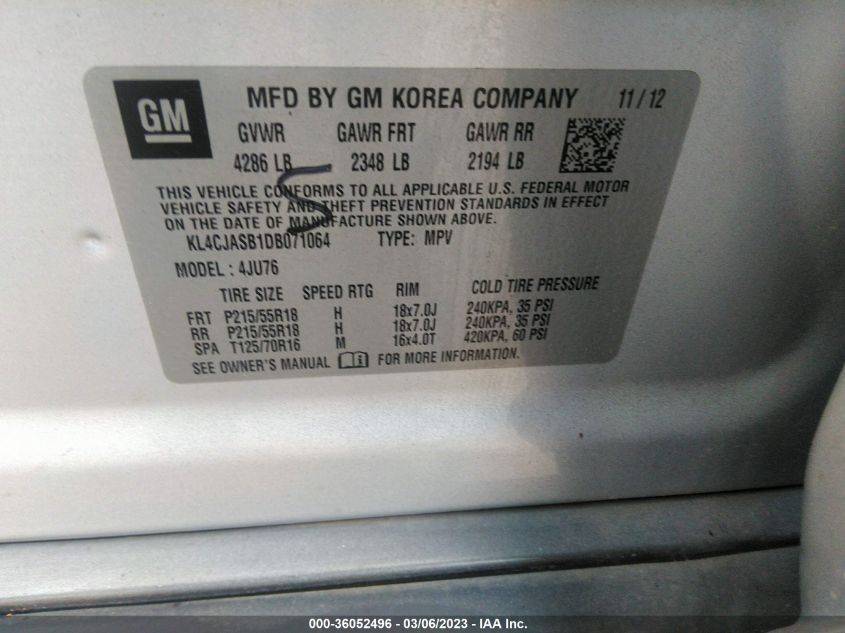 GM MFD BY GM KOREA COMPANY 11/12
GVWR GAWR FRT GAWR RR
4286 LB 2348 LB 2194 LB
THIS VEHICLE CONFORMS TO ALL APPLICABLE U.S. FEDERAL MOTOR
VEHICLE SAFETY AND THEFT PREVENTION STANDARDS IN EFFECT
ON THE DATE OF MANUFACTURE SHOWN ABOVE.
KL4CJASB1DB071064 TYPE: MPV
MODEL : 4JU76
TIRE SIZE SPEED RTG RIM COLD TIRE PRESSURE
FRT P215/55R18 H 18x7.0J 240KPA, 35 PSI
RR P215/55R18 H 18x7.0J 240KPA, 35 PSI
SPA T125/70R16 M 16x4.0T 420KPA, 60 PSI
SEE OWNER'S MANUAL FOR MORE INFORMATION.
000-36052496 - 03/06/2023 - IAA Inc.